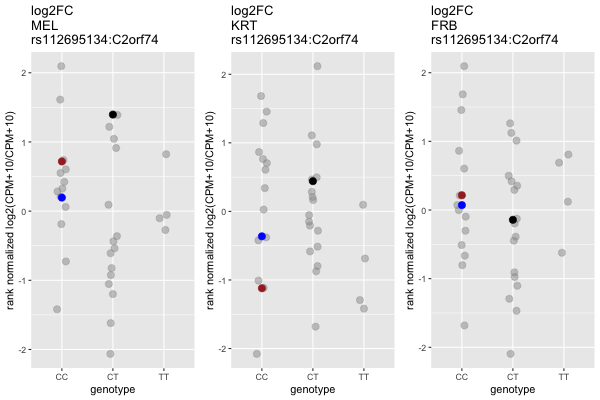 log2FC
MEL
rs112695134:C2orf74
rank normalized log2(CPM+10/CPM+10)
2
1
0
-1
-2
CC
CT
TT
genotype
log2FC
KRT
rs112695134:C2orf74
rank normalized log2(CPM+10/CPM+10)
2
1
0
-1
-2
CC
CT
TT
genotype
log2FC
FRB
rs112695134:C2orf74
rank normalized log2(CPM+10/CPM+10)
2
1
0
-1
-2
CC
CT
TT
genotype